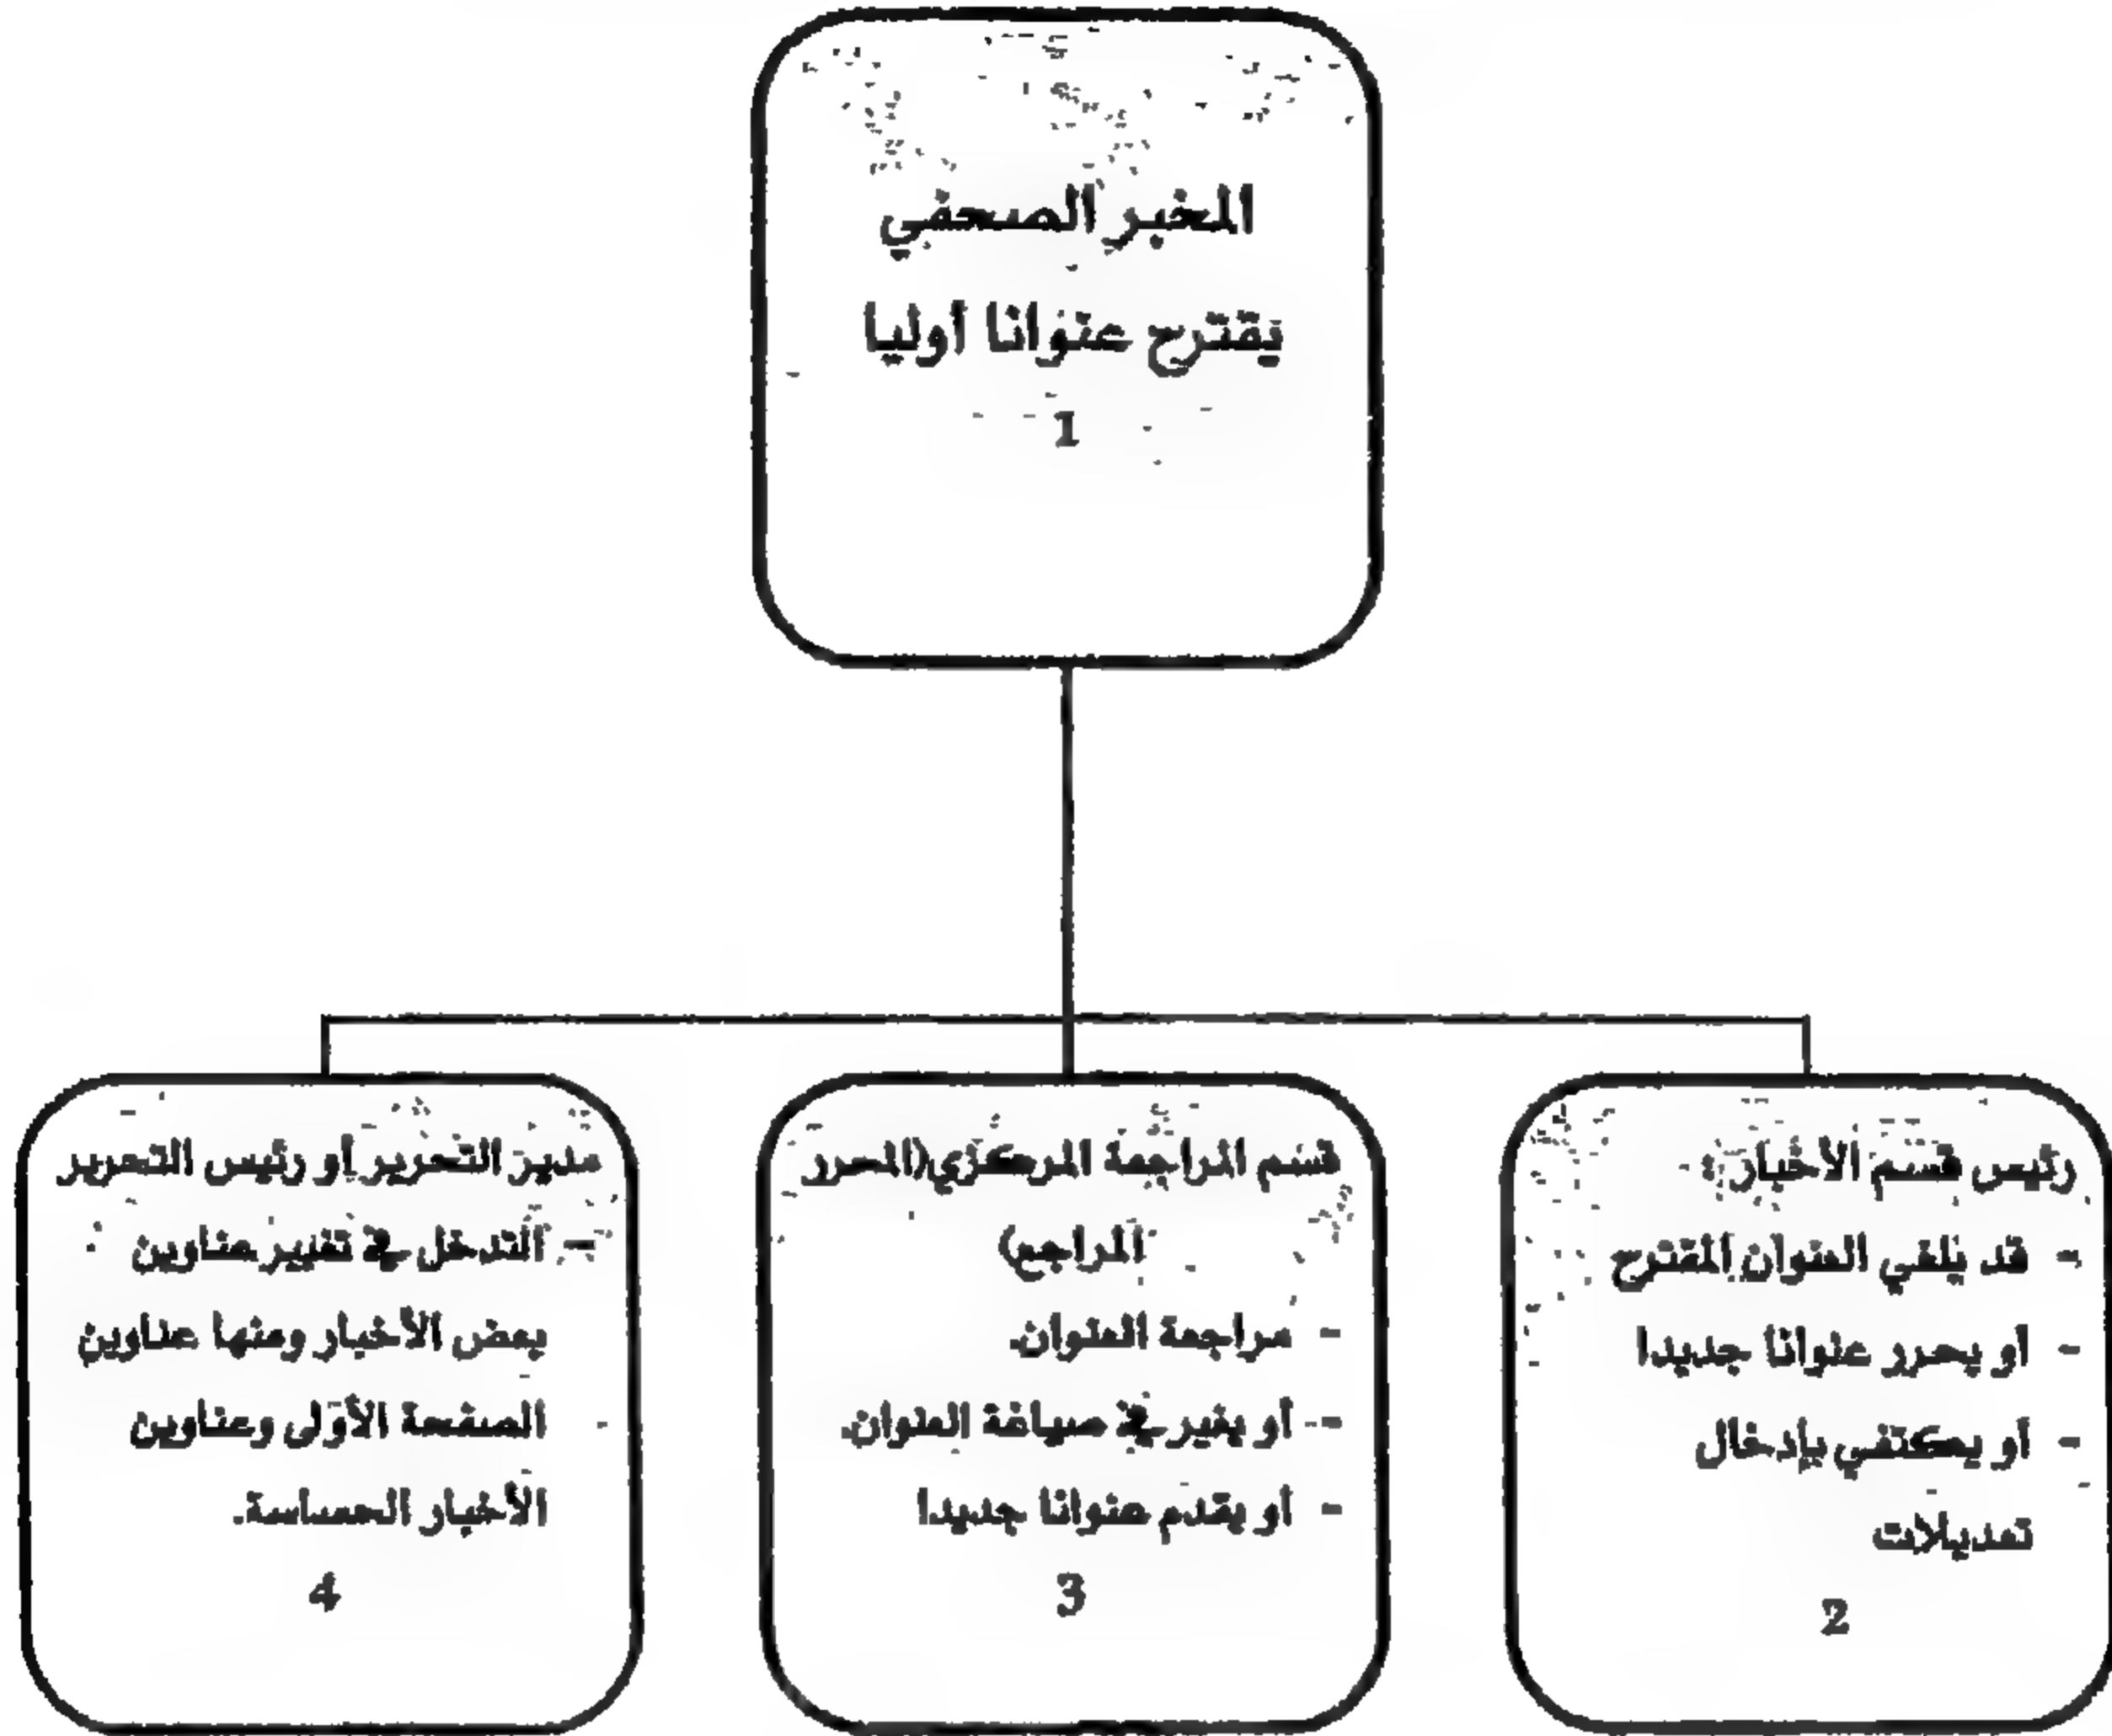 المخبر الصحفي
يقترح عنوانا أوليا
1
رئيس قسم الأخبار :
- قد يلغي العنوان المقترح
- أو يحرر عنوانا جديدا
- أو يكتفي بإدخال
تعديلات
2
قسم المراجعة المركزي (المحرر
المراجع)
- مراجعة العنوان.
- أو يغير في صياغة العنوان.
- أو يقدم عنوانا جديدا
3
مدير التحرير أو رئيس التحرير
- التدخل في تغيير عناوين
بعض الأخبار ومنها عناوين
الصفحة الأولى وعناوين
الأخبار الحساسة.
4